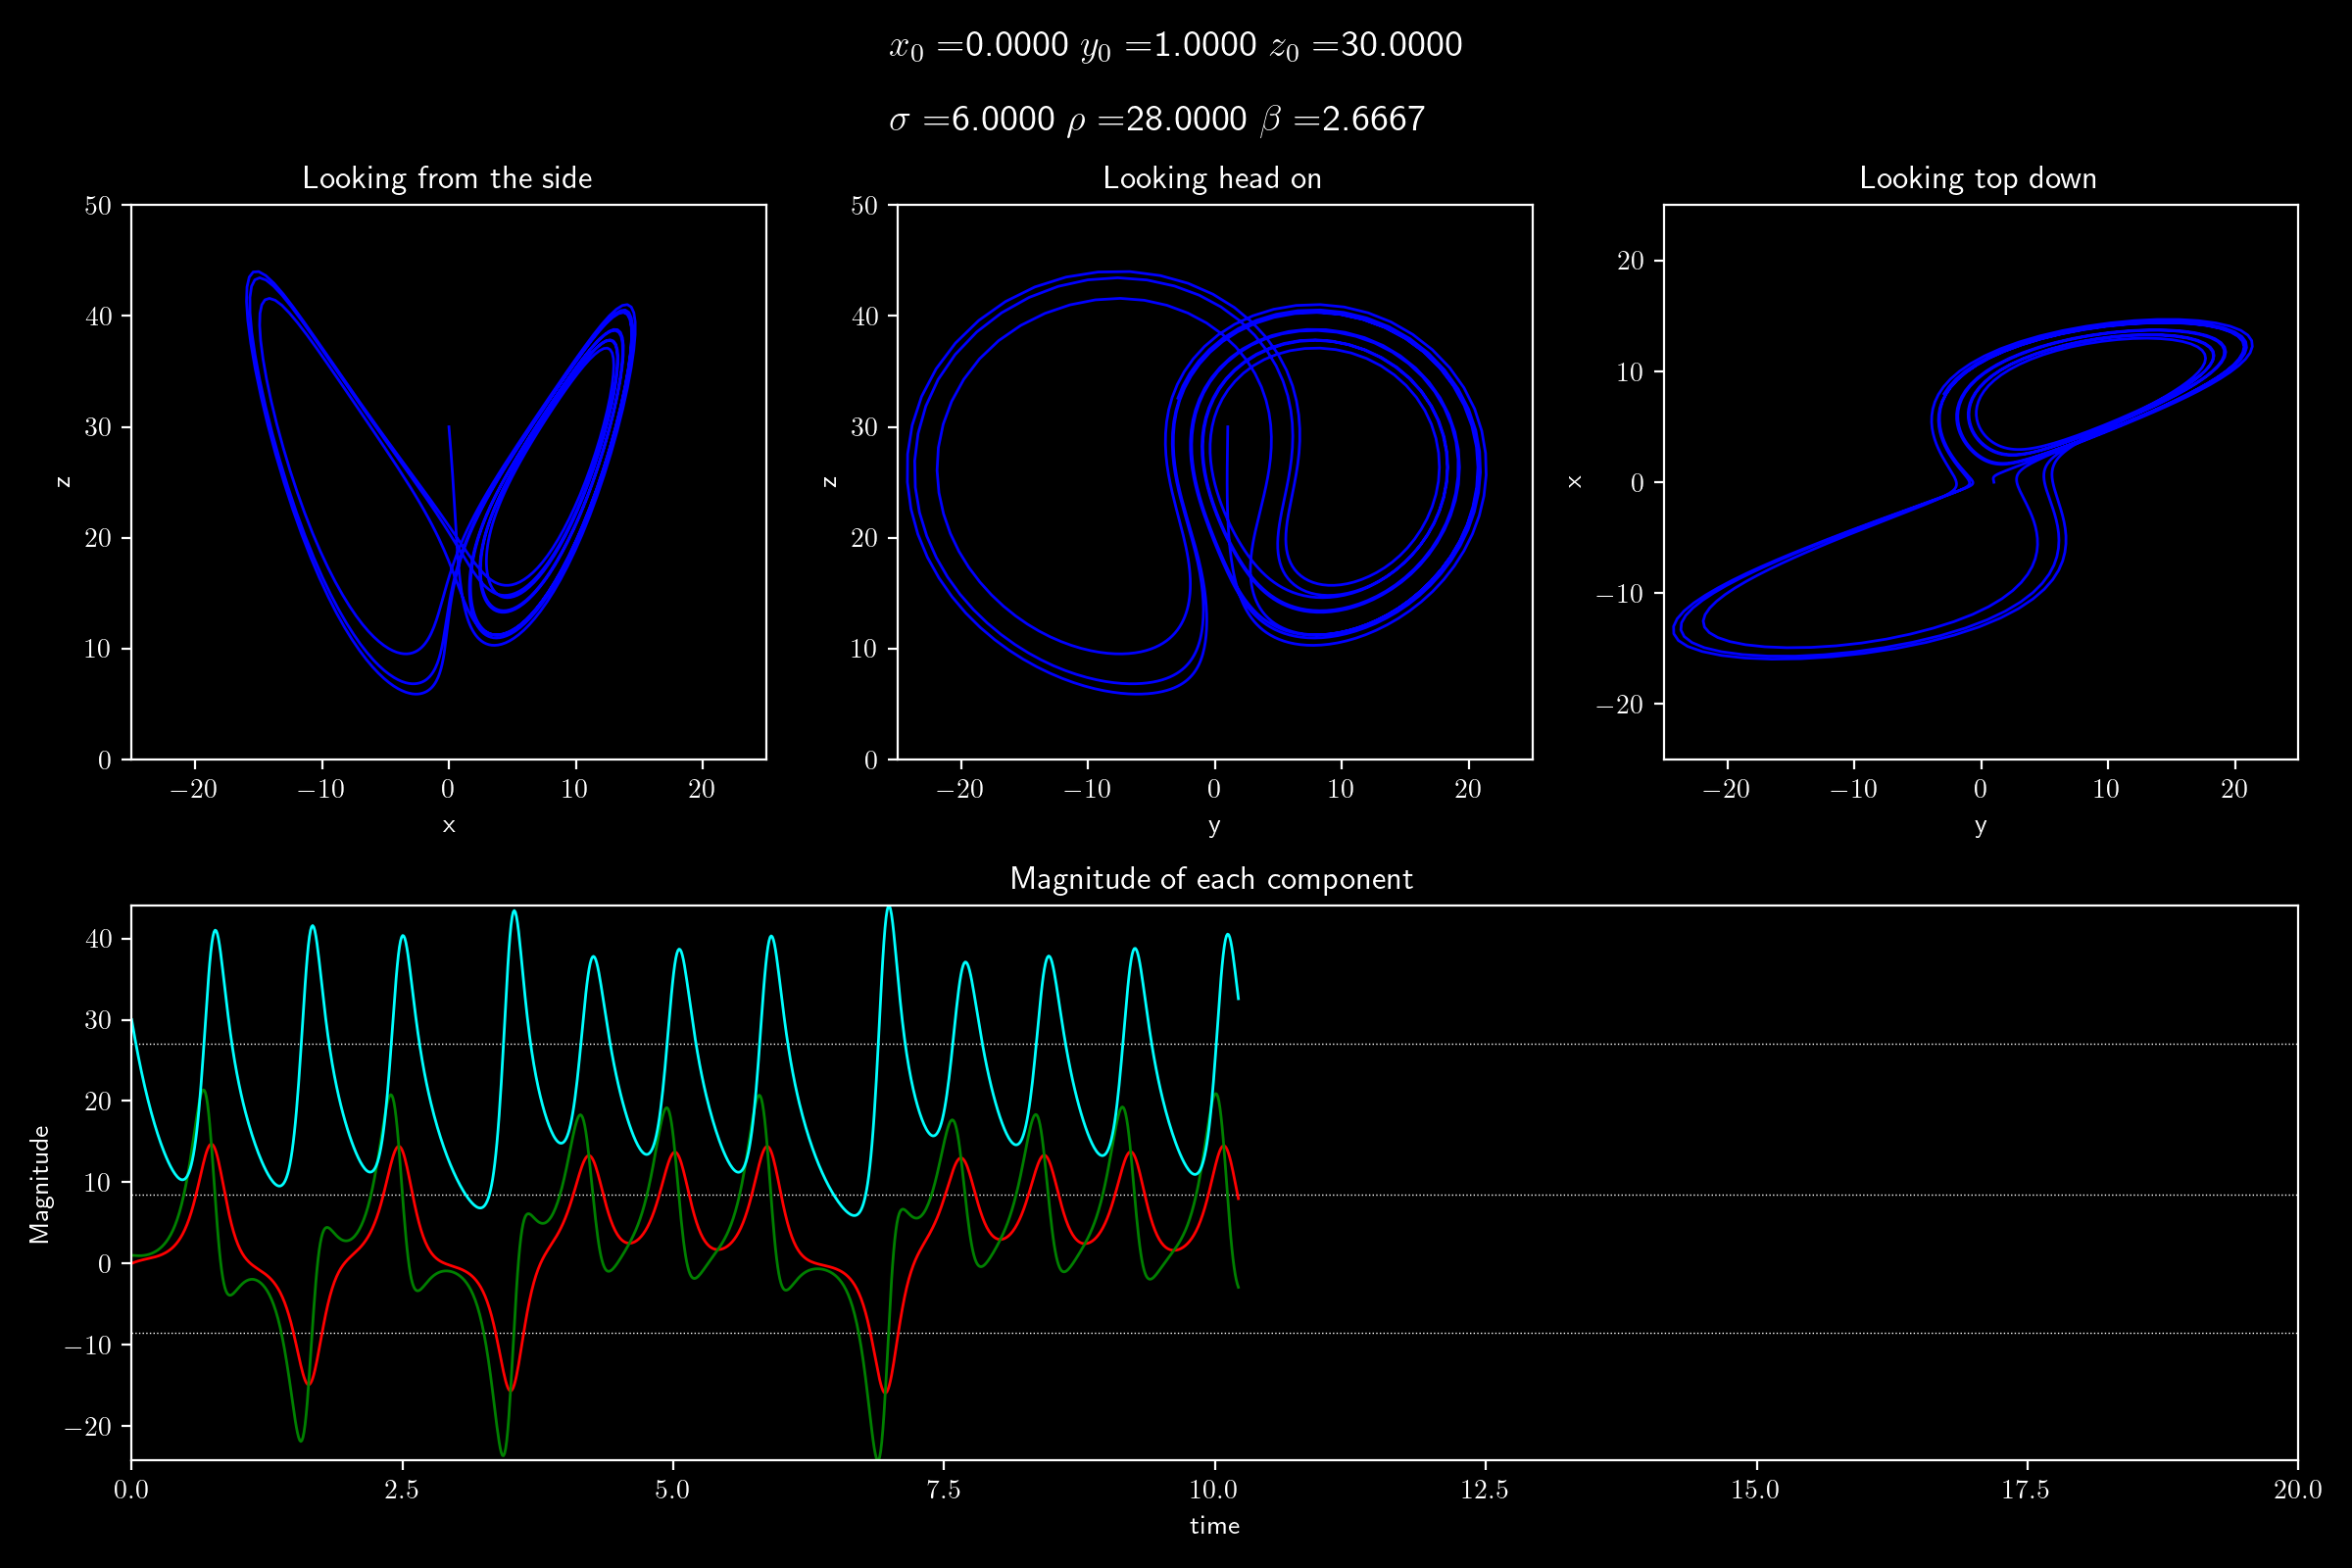 x₀ =0.0000 y₀ =1.0000 z₀ =30.0000
σ =6.0000 ρ =28.0000 β =2.6667
Looking from the side
50
40
30
20
10
0
z
−20 −10 0 10 20
x
Looking head on
50
40
30
20
10
0
z
−20 −10 0 10 20
y
Looking top down
20
10
0
−10
−20
x
−20 −10 0 10 20
y
Magnitude of each component
40
30
20
10
0
−10
−20
Magnitude
0.0 2.5 5.0 7.5 10.0 12.5 15.0 17.5 20.0
time